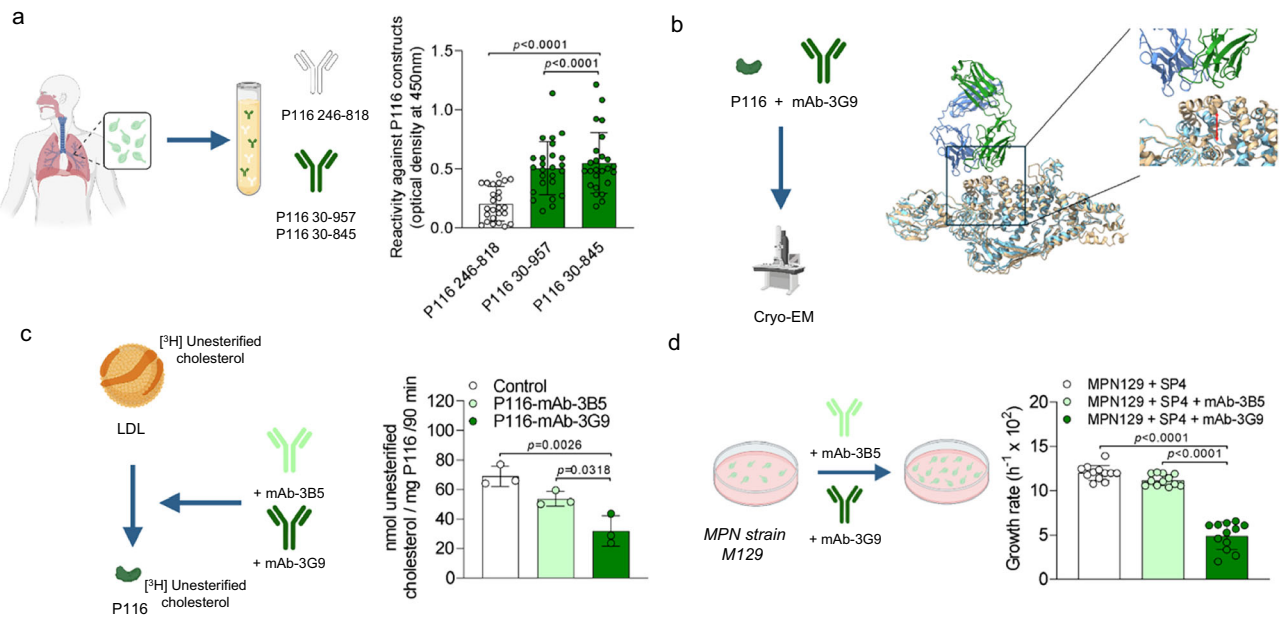 a
P116 246-818
P116 30-957
P116 30-845
Reactivity against P116 constructs
(optical density at 450nm)
1.5
1.0
0.5
0.0
p<0.0001
p<0.0001
P116 246-818
P116 30-957
P116 30-845
b
P116 + mAb-3G9
Cryo-EM
c
[³H] Unesterified
cholesterol
LDL
+ mAb-3B5
+ mAb-3G9
[³H] Unesterified
cholesterol
P116
nmol unesterified
cholesterol / mg P116 /90 min
120
100
80
60
40
20
0
Control
P116-mAb-3B5
P116-mAb-3G9
p=0.0026
p=0.0318
d
+ mAb-3B5
+ mAb-3G9
MPN strain
M129
Growth rate (h⁻¹ x 10²)
20
15
10
5
0
MPN129 + SP4
MPN129 + SP4 + mAb-3B5
MPN129 + SP4 + mAb-3G9
p<0.0001
p<0.0001